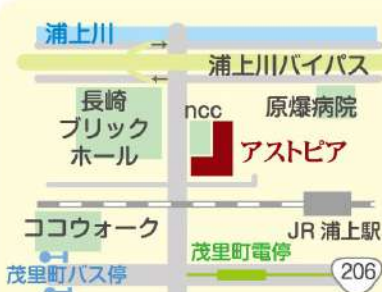 浦上川
浦上川バイパス
長崎
ブリック
ホール
ncc
原爆病院
アストピア
ココウォーク
JR 浦上駅
茂里町電停
茂里町バス停
206